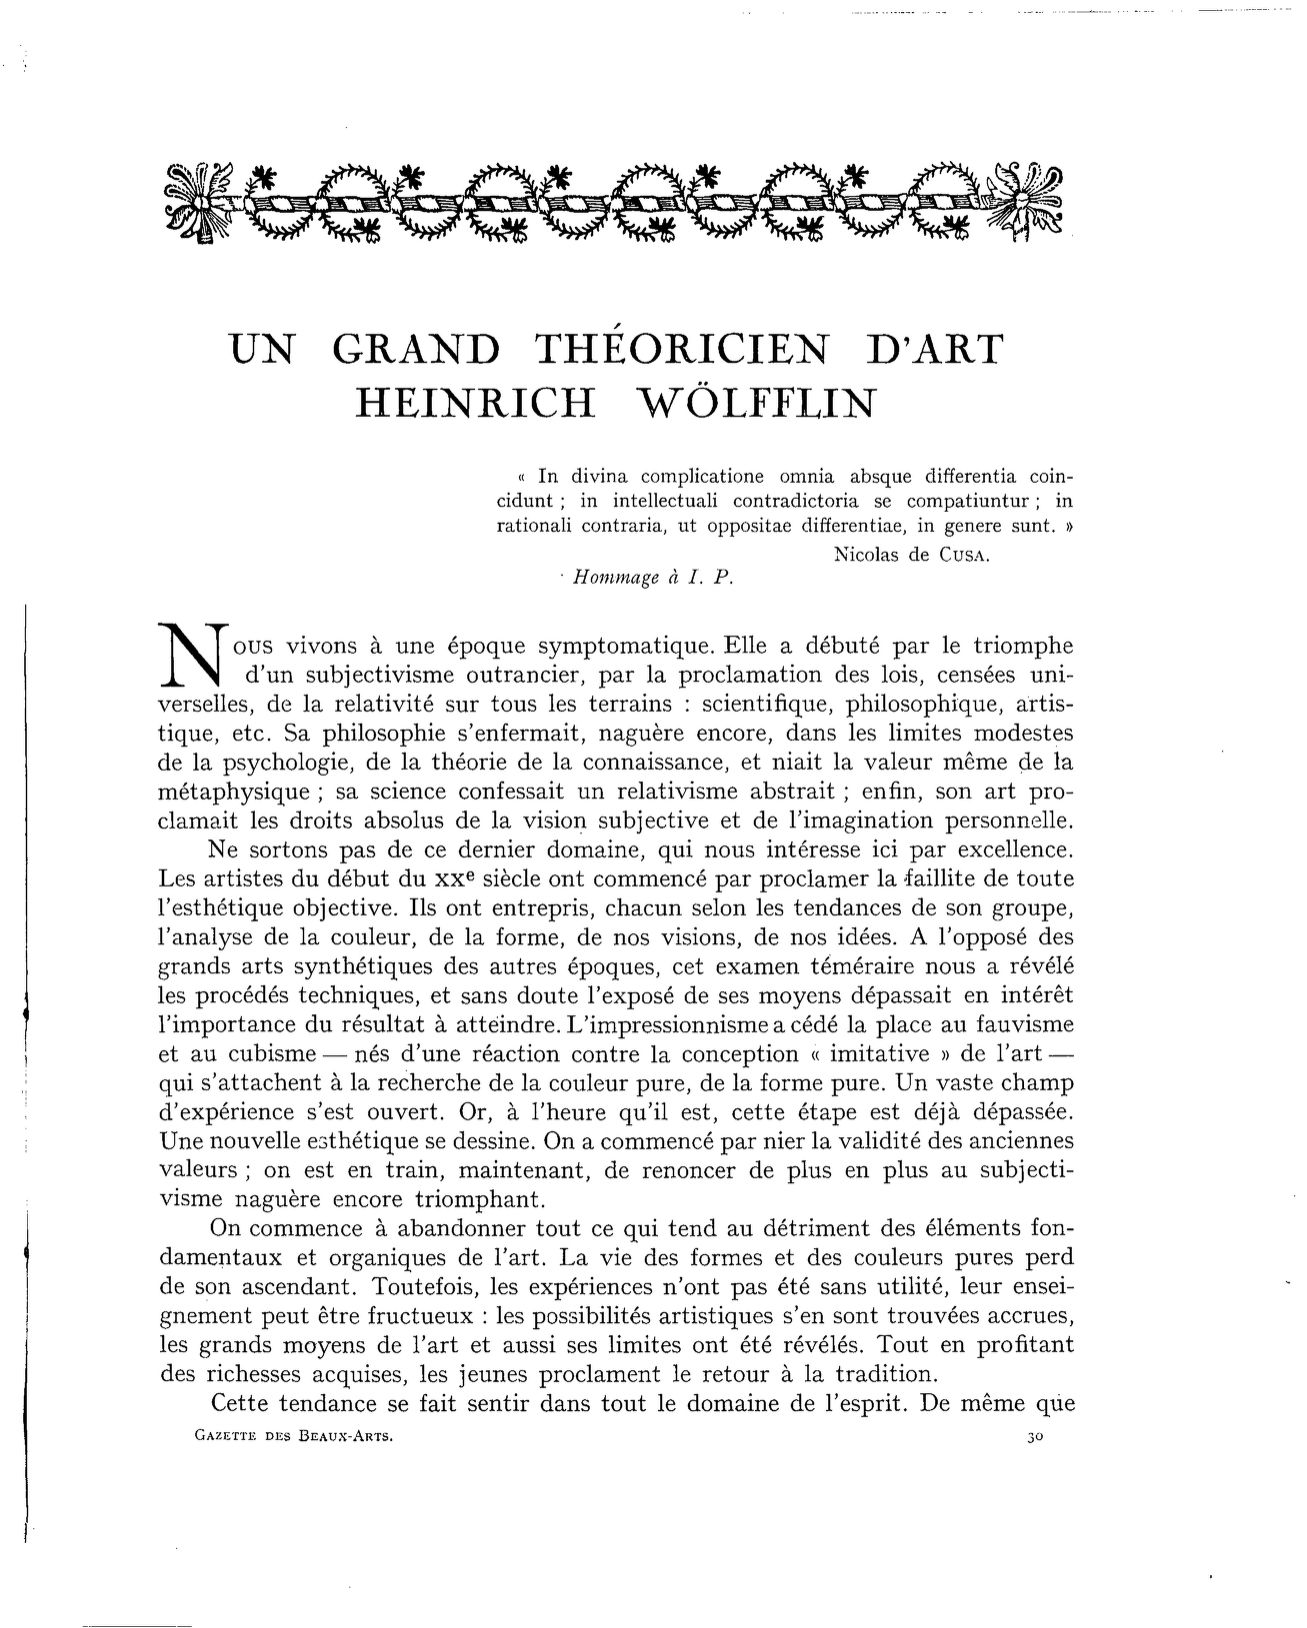 UN GRAND THÉORICIEN D'ART
HEINRICH WÖLFFLIN
« In divina complicatione omnia absque differentia coin-
cidunt ; in intellectuali contradictoria se compatiuntur ; in
rationali contraria, ut oppositae differentiae, in genere sunt. »
Nicolas de CUSA.
Hommage à I. P.
NOUS vivons à une époque symptomatique. Elle a débuté par le triomphe
d'un subjectivisme outrancier, par la proclamation des lois, censées uni-
verselles, de la relativité sur tous les terrains : scientifique, philosophique, artis-
tique, etc. Sa philosophie s'enfermait, naguère encore, dans les limites modestes
de la psychologie, de la théorie de la connaissance, et niait la valeur même de la
métaphysique ; sa science confessait un relativisme abstrait ; enfin, son art pro-
clamait les droits absolus de la vision subjective et de l'imagination personnelle.
Ne sortons pas de ce dernier domaine, qui nous intéresse ici par excellence.
Les artistes du début du XXe siècle ont commencé par proclamer la faillite de toute
l'esthétique objective. Ils ont entrepris, chacun selon les tendances de son groupe,
l'analyse de la couleur, de la forme, de nos visions, de nos idées. A l'opposé des
grands arts synthétiques des autres époques, cet examen téméraire nous a révélé
les procédés techniques, et sans doute l'exposé de ses moyens dépassait en intérêt
l'importance du résultat à atteindre. L'impressionnisme a cédé la place au fauvisme
et au cubisme — nés d'une réaction contre la conception « imitative » de l'art —
qui s'attachent à la recherche de la couleur pure, de la forme pure. Un vaste champ
d'expérience s'est ouvert. Or, à l'heure qu'il est, cette étape est déjà dépassée.
Une nouvelle esthétique se dessine. On a commencé par nier la validité des anciennes
valeurs ; on est en train, maintenant, de renoncer de plus en plus au subjecti-
visme naguère encore triomphant.
On commence à abandonner tout ce qui tend au détriment des éléments fon-
damentaux et organiques de l'art. La vie des formes et des couleurs pures perd
de son ascendant. Toutefois, les expériences n'ont pas été sans utilité, leur ensei-
gnement peut être fructueux : les possibilités artistiques s'en sont trouvées accrues,
les grands moyens de l'art et aussi ses limites ont été révélés. Tout en profitant
des richesses acquises, les jeunes proclament le retour à la tradition.
Cette tendance se fait sentir dans tout le domaine de l'esprit. De même que
GAZETTE DES BEAUX-ARTS. 30